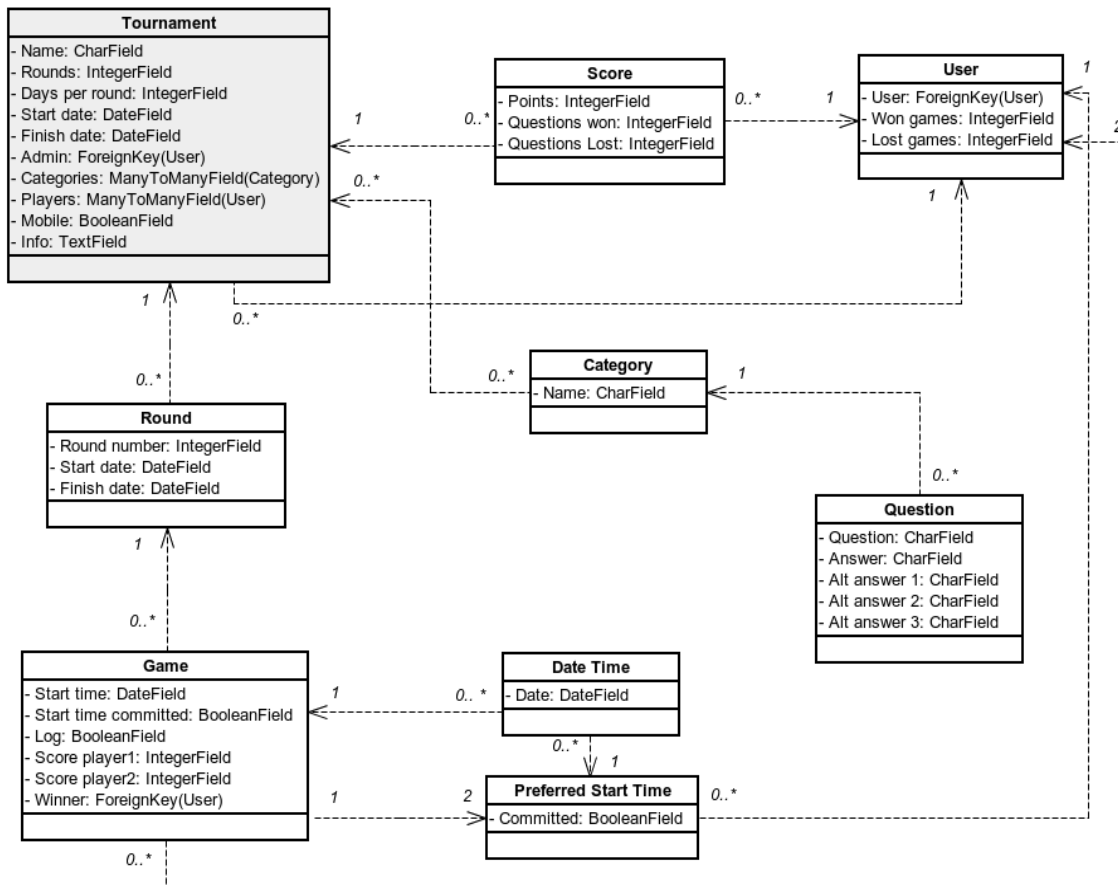 Tournament
- Name: CharField
- Rounds: IntegerField
- Days per round: IntegerField
- Start date: DateField
- Finish date: DateField
- Admin: ForeignKey(User)
- Categories: ManyToManyField(Category)
- Players: ManyToManyField(User)
- Mobile: BooleanField
- Info: TextField
1
0..*
0..*
Score
- Points: IntegerField
- Questions won: IntegerField
- Questions Lost: IntegerField
0..*
1
User
- User: ForeignKey(User)
- Won games: IntegerField
- Lost games: IntegerField
1
2
1
1
0..*
0..*
Category
- Name: CharField
0..*
1
Round
- Round number: IntegerField
- Start date: DateField
- Finish date: DateField
0..*
Question
- Question: CharField
- Answer: CharField
- Alt answer 1: CharField
- Alt answer 2: CharField
- Alt answer 3: CharField
1
0..*
Game
- Start time: DateField
- Start time committed: BooleanField
- Log: BooleanField
- Score player1: IntegerField
- Score player2: IntegerField
- Winner: ForeignKey(User)
1
0.. *
Date Time
- Date: DateField
0..*
1
1
2
Preferred Start Time
- Committed: BooleanField
0..*
0..*